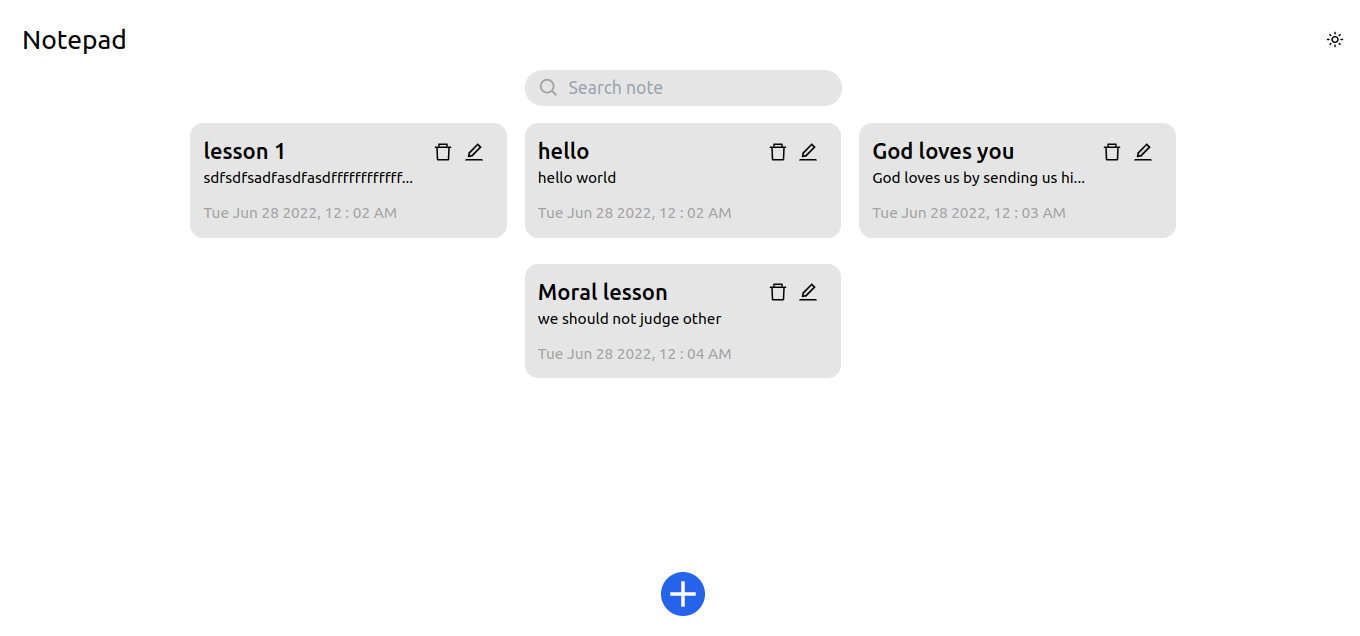 Notepad
Search note
lesson 1
sdfsdfsadfasdfasdffffffffffff...
Tue Jun 28 2022, 12 : 02 AM
hello
hello world
Tue Jun 28 2022, 12 : 02 AM
God loves you
God loves us by sending us hi...
Tue Jun 28 2022, 12 : 03 AM
Moral lesson
we should not judge other
Tue Jun 28 2022, 12 : 04 AM